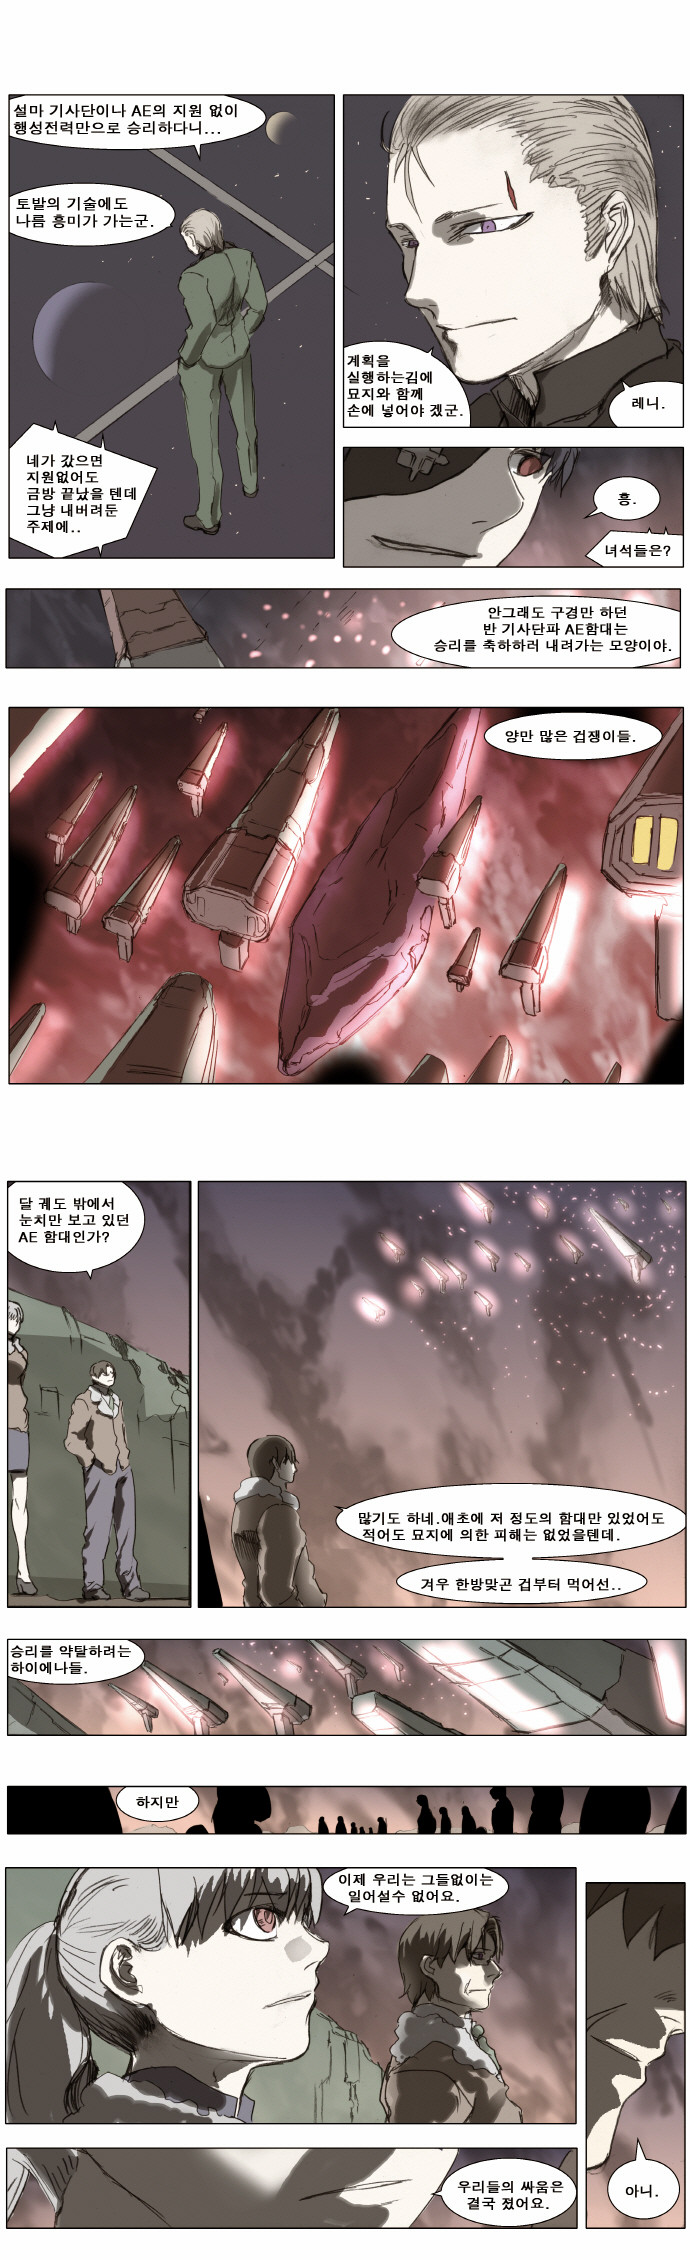 설마 기사단이나 AE의 지원 없이
행성전력만으로 승리하다니...
토발의 기술에도
나름 흥미가 가는군.
계획을
실행하는김에
묘지와 함께
손에 넣어야 겠군.
레니.
네가 갔으면
지원없어도
금방 끝났을 텐데
그냥 내버려둔
주제에..
흥.
녀석들은?
안그래도 구경만 하던
반 기사단파 AE함대는
승리를 축하하러 내려가는 모양이야.
양만 많은 겁쟁이들.
달 궤도 밖에서
눈치만 보고 있던
AE 함대인가?
많기도 하네.애초에 저 정도의 함대만 있었어도
적어도 묘지에 의한 피해는 없었을텐데.
겨우 한방맞곤 겁부터 먹어선..
승리를 약탈하려는
하이에나들.
하지만
이제 우리는 그들없이는
일어설수 없어요.
아니.
우리들의 싸움은
결국 졌어요.